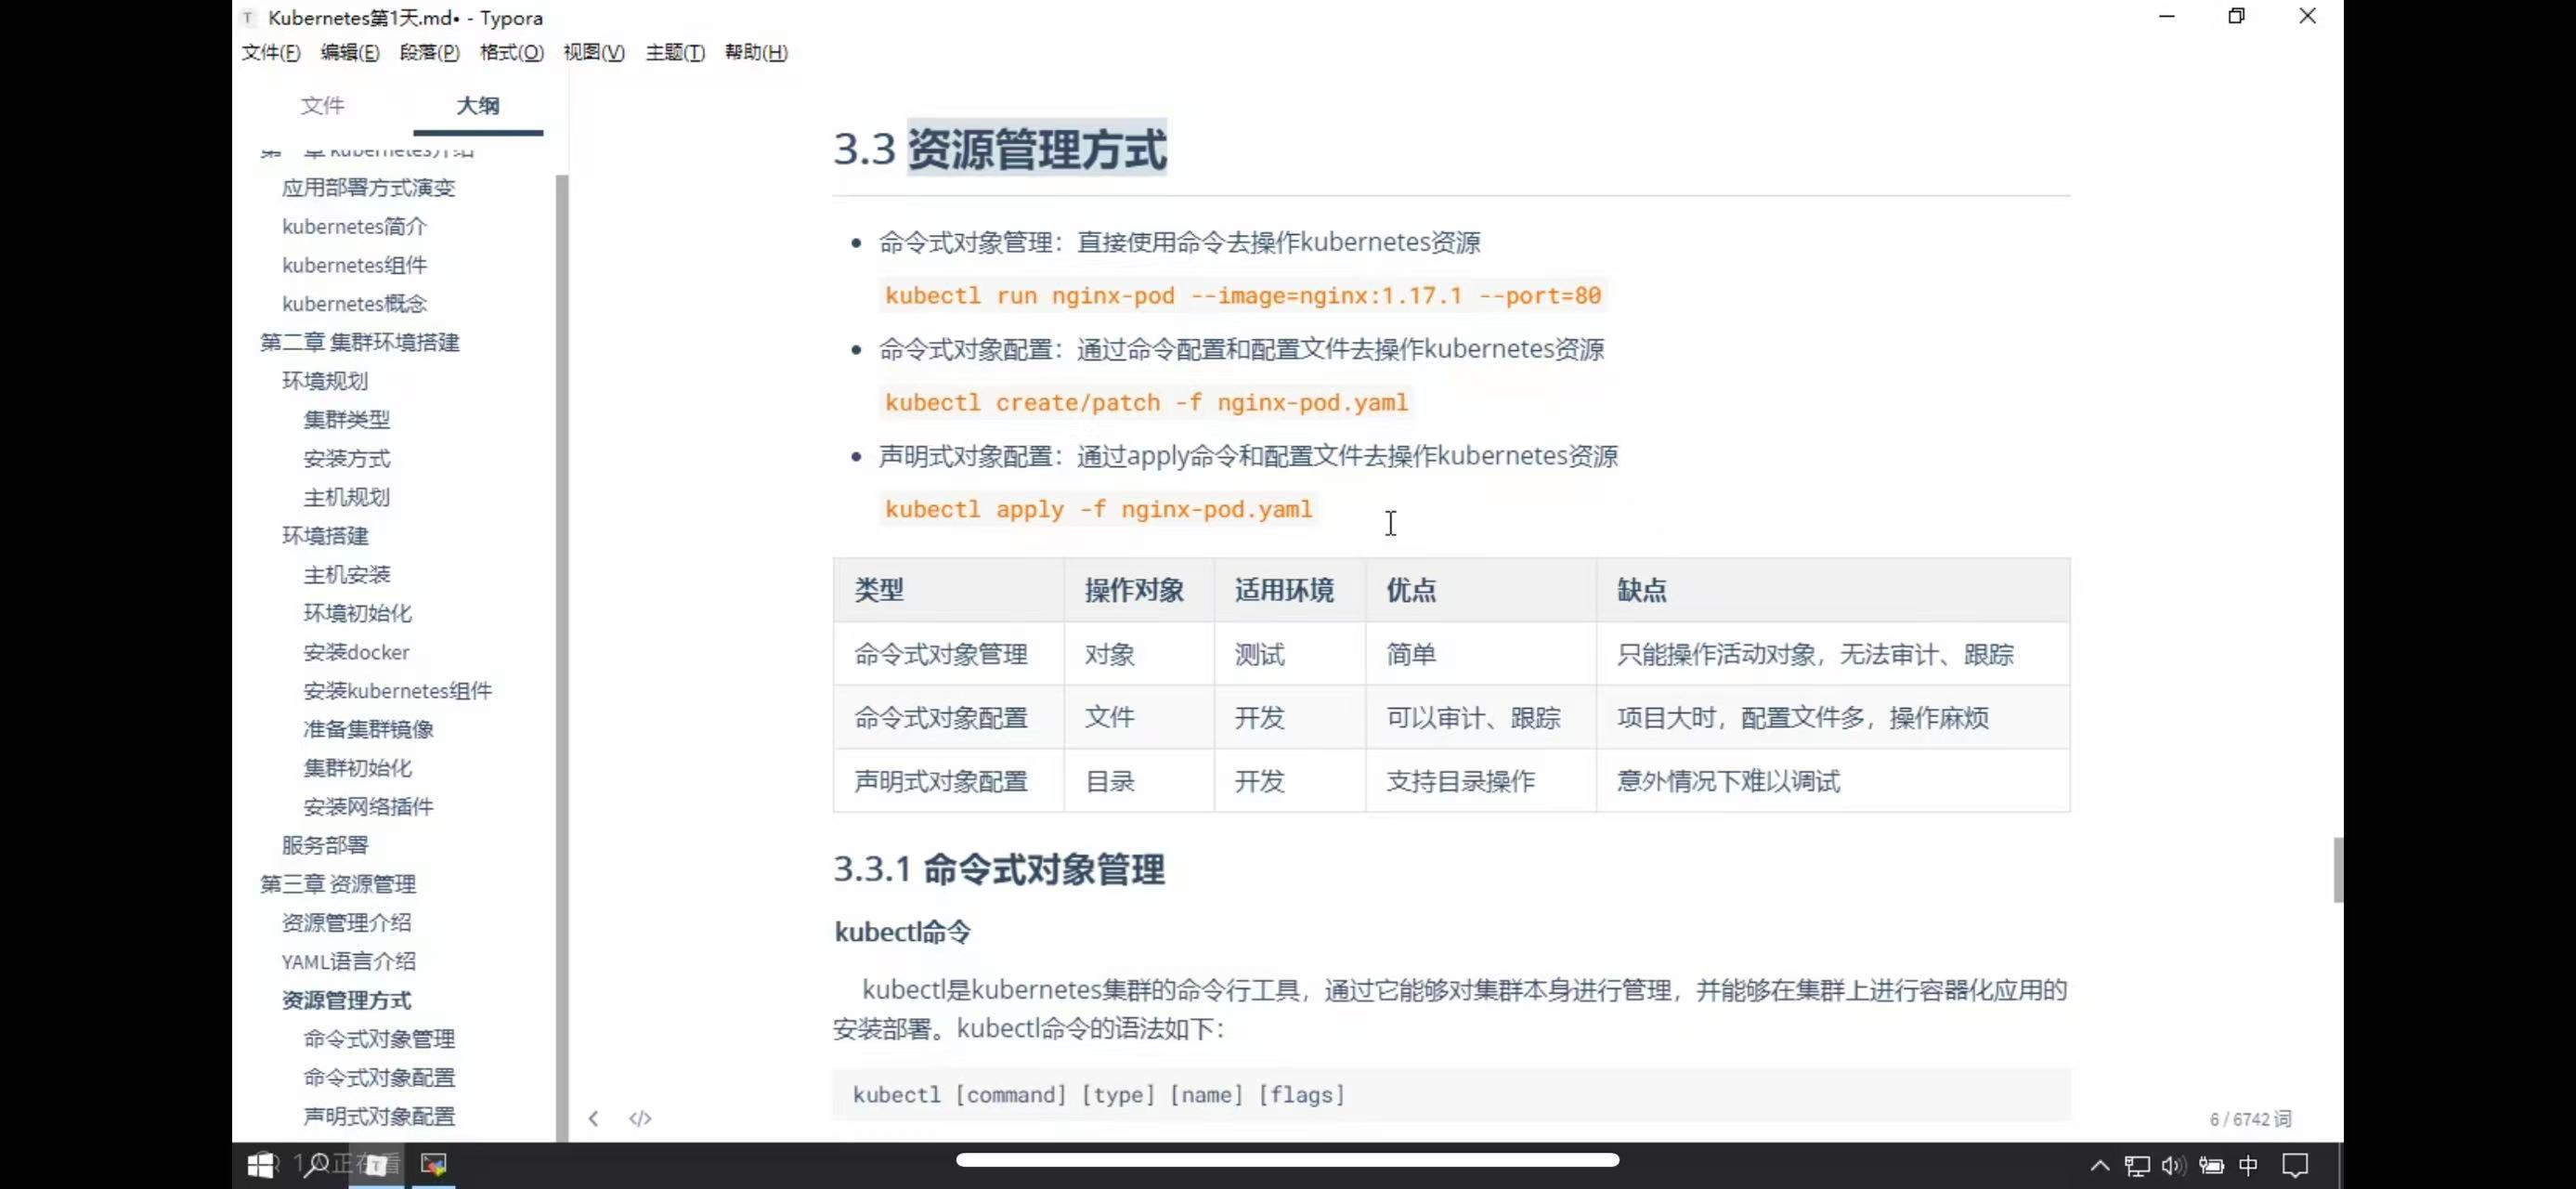 Kubernetes第1天.md• - Typora
文件(F) 编辑(E) 段落(P) 格式(O) 视图(V) 主题(T) 帮助(H)
文件 大纲
应用部署方式演变
kubernetes简介
kubernetes组件
kubernetes概念
第二章 集群环境搭建
环境规划
集群类型
安装方式
主机规划
环境搭建
主机安装
环境初始化
安装docker
安装kubernetes组件
准备集群镜像
集群初始化
安装网络插件
服务部署
第三章 资源管理
资源管理介绍
YAML语言介绍
资源管理方式
命令式对象管理
命令式对象配置
声明式对象配置
3.3 资源管理方式
命令式对象管理：直接使用命令去操作kubernetes资源
kubectl run nginx-pod --image=nginx:1.17.1 --port=80
命令式对象配置：通过命令配置和配置文件去操作kubernetes资源
kubectl create/patch -f nginx-pod.yaml
声明式对象配置：通过apply命令和配置文件去操作kubernetes资源
kubectl apply -f nginx-pod.yaml
类型 操作对象 适用环境 优点 缺点
命令式对象管理 对象 测试 简单 只能操作活动对象，无法审计、跟踪
命令式对象配置 文件 开发 可以审计、跟踪 项目大时，配置文件多，操作麻烦
声明式对象配置 目录 开发 支持目录操作 意外情况下难以调试
3.3.1 命令式对象管理
kubectl命令
kubectl是kubernetes集群的命令行工具，通过它能够对集群本身进行管理，并能够在集群上进行容器化应用的
安装部署。kubectl命令的语法如下：
kubectl [command] [type] [name] [flags]
6 / 6742 词
中